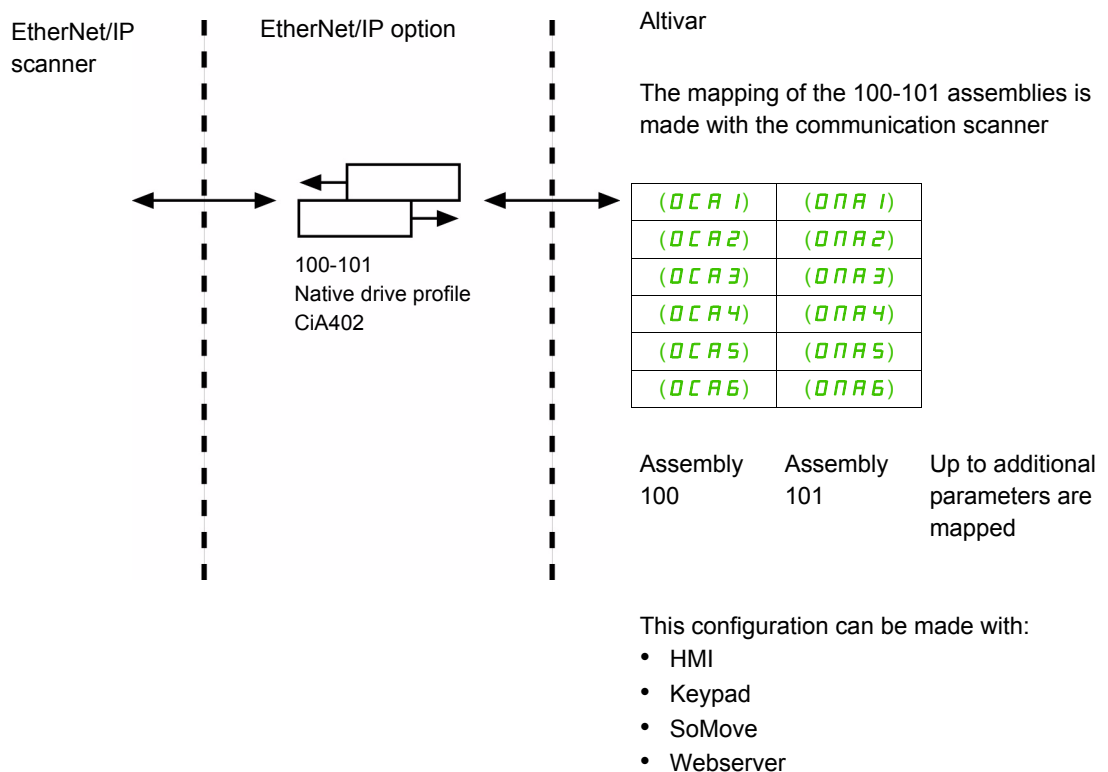 EtherNet/IP
scanner
EtherNet/IP option
Altivar
The mapping of the 100-101 assemblies is
made with the communication scanner
100-101
Native drive profile
CiA402
(OCA1) (OMA1)
(OCA2) (OMA2)
(OCA3) (OMA3)
(OCA4) (OMA4)
(OCA5) (OMA5)
(OCA6) (OMA6)
Assembly
100
Assembly
101
Up to additional
parameters are
mapped
This configuration can be made with:
• HMI
• Keypad
• SoMove
• Webserver